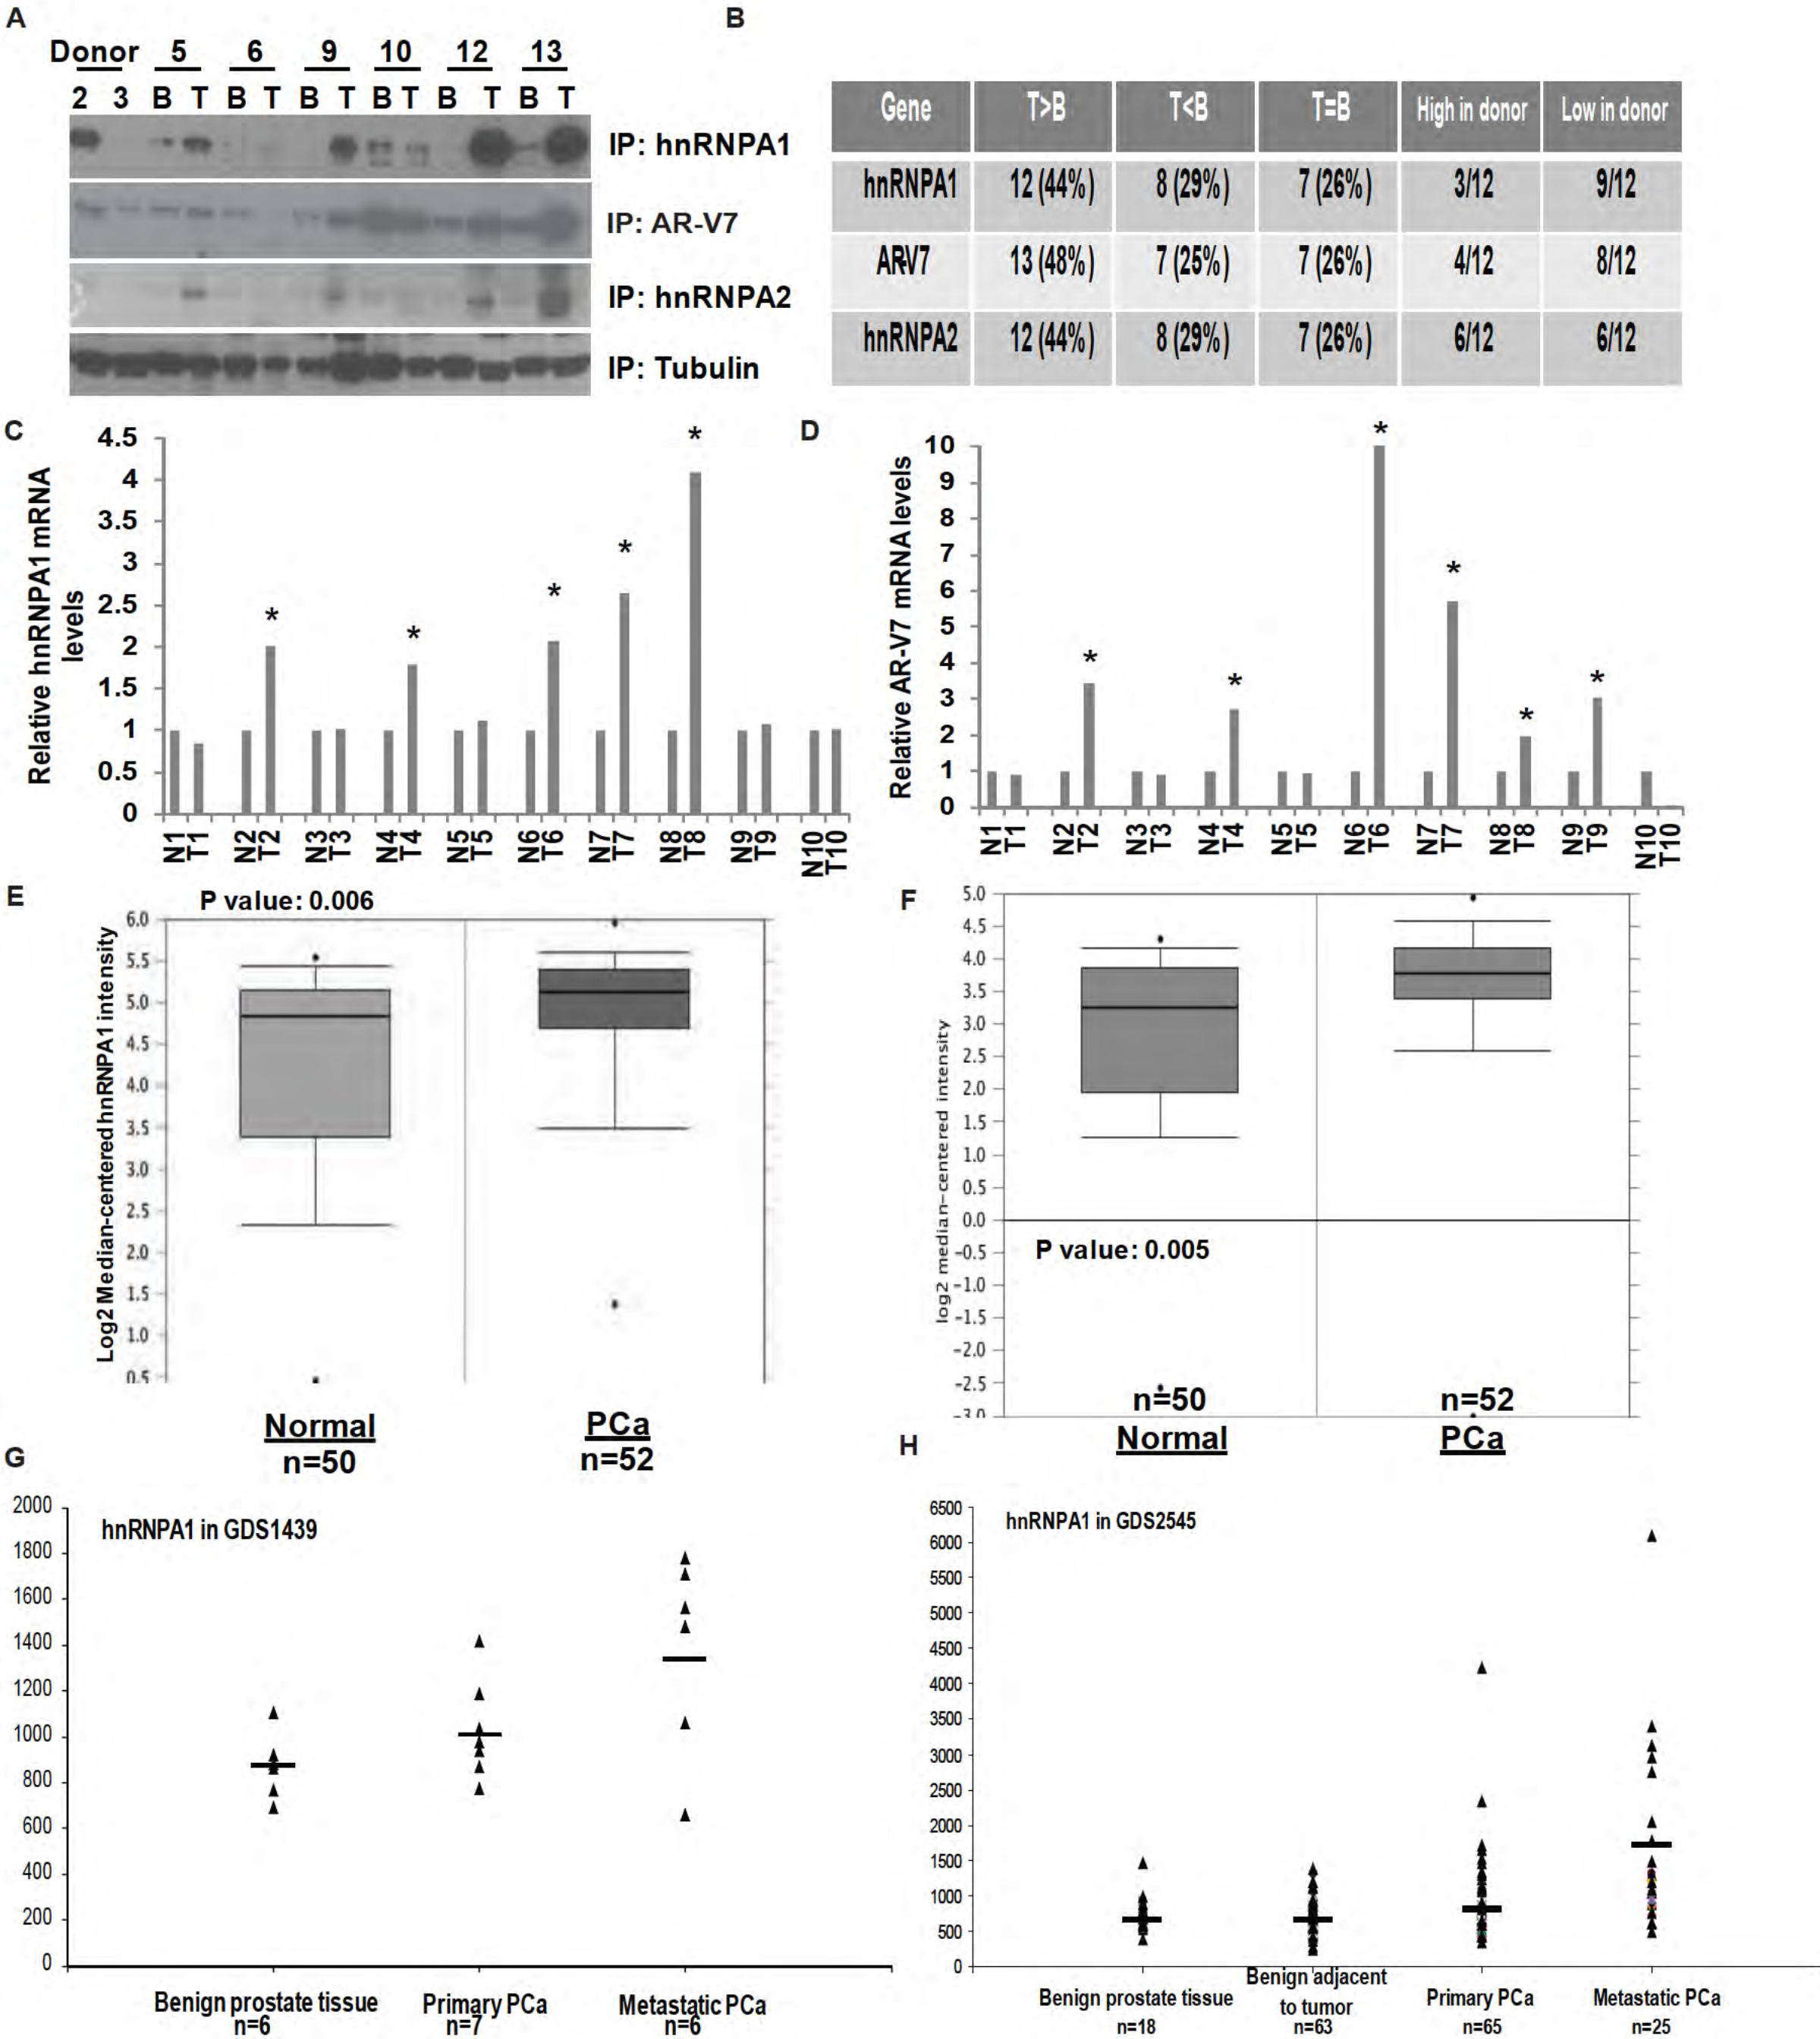 A
Donor 5 6 9 10 12 13
2 3 B T B T B T B T B T B T
IP: hnRNPA1
IP: AR-V7
IP: hnRNPA2
IP: Tubulin
B
Gene T>B T<B T=B High in donor Low in donor
hnRNPA1 12 (44%) 8 (29%) 7 (26%) 3/12 9/12
ARV7 13 (48%) 7 (25%) 7 (26%) 4/12 8/12
hnRNPA2 12 (44%) 8 (29%) 7 (26%) 6/12 6/12
C
Relative hnRNPA1 mRNA
levels
4.5
4
3.5
3
2.5
2
1.5
1
0.5
0
* * * * *
N1 T1 N2 T2 N3 T3 N4 T4 N5 T5 N6 T6 N7 T7 N8 T8 N9 T9 N10 T10
D
Relative AR-V7 mRNA levels
10
9
8
7
6
5
4
3
2
1
0
* * * * * *
N1 T1 N2 T2 N3 T3 N4 T4 N5 T5 N6 T6 N7 T7 N8 T8 N9 T9 N10 T10
E
P value: 0.006
Log2 Median-centered hnRNPA1 intensity
6.0
5.5
5.0
4.5
4.0
3.5
3.0
2.5
2.0
1.5
1.0
0.5
Normal PCa
n=50 n=52
F
log2 median-centered intensity
5.0
4.5
4.0
3.5
3.0
2.5
2.0
1.5
1.0
0.5
0.0
-0.5
-1.0
-1.5
-2.0
-2.5
-3.0
P value: 0.005
n=50 n=52
Normal PCa
G
hnRNPA1 in GDS1439
2000
1800
1600
1400
1200
1000
800
600
400
200
0
Benign prostate tissue Primary PCa Metastatic PCa
n=6 n=7 n=6
H
hnRNPA1 in GDS2545
6500
6000
5500
5000
4500
4000
3500
3000
2500
2000
1500
1000
500
0
Benign prostate tissue
n=18
Benign adjacent
to tumor
n=63
Primary PCa
n=65
Metastatic PCa
n=25